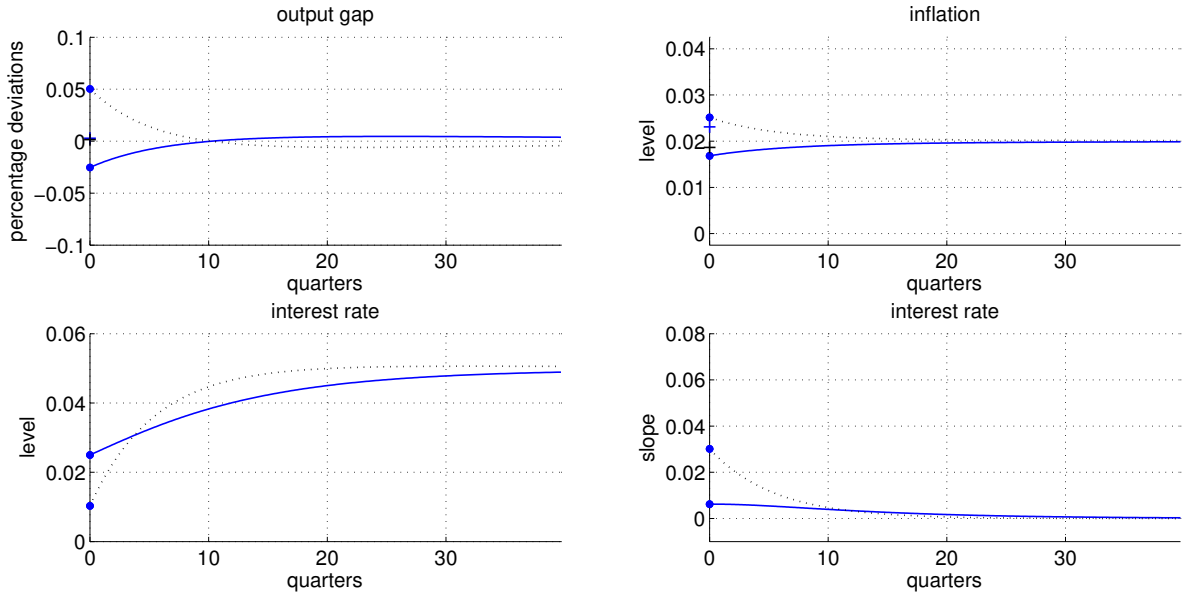 output gap
percentage deviations
0.1
0.05
0
−0.05
−0.1
0 10 20 30
quarters
inflation
level
0.04
0.03
0.02
0.01
0
0 10 20 30
quarters
interest rate
level
0.06
0.04
0.02
0
0 10 20 30
quarters
interest rate
slope
0.08
0.06
0.04
0.02
0
0 10 20 30
quarters